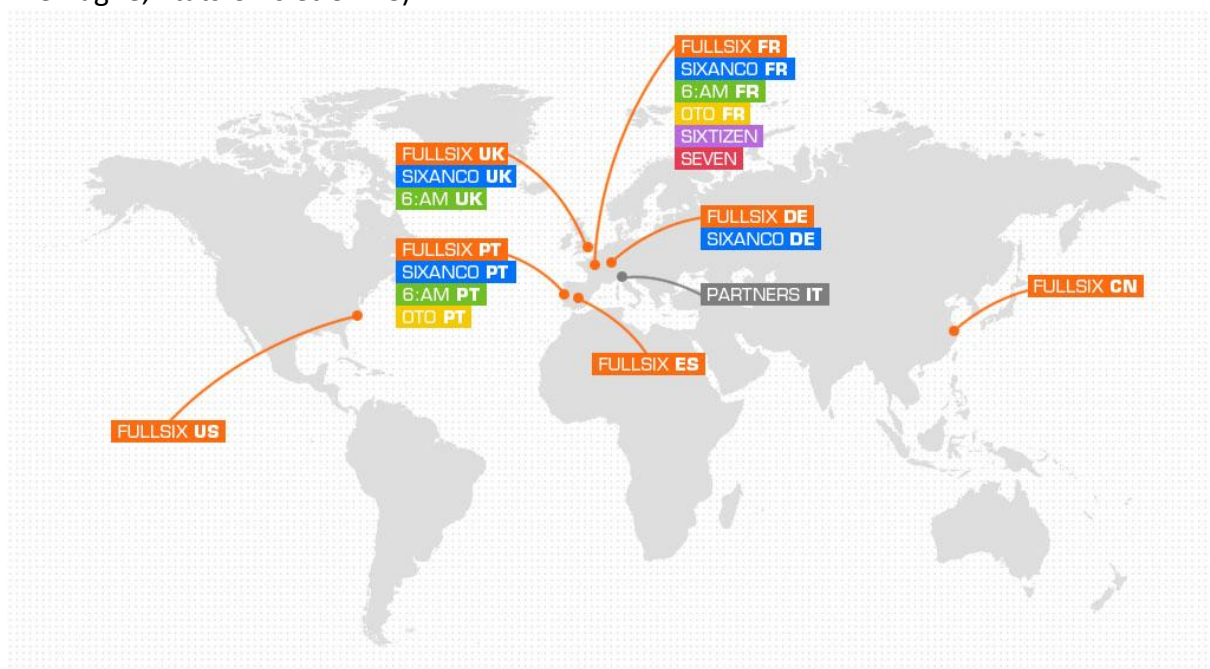 FULLSIX FR
SIXANCO FR
6:AM FR
OTO FR
SIXTIZEN
SEVEN
FULLSIX UK
SIXANCO UK
6:AM UK
FULLSIX DE
SIXANCO DE
FULLSIX PT
SIXANCO PT
6:AM PT
OTO PT
PARTNERS IT
FULLSIX CN
FULLSIX ES
FULLSIX US